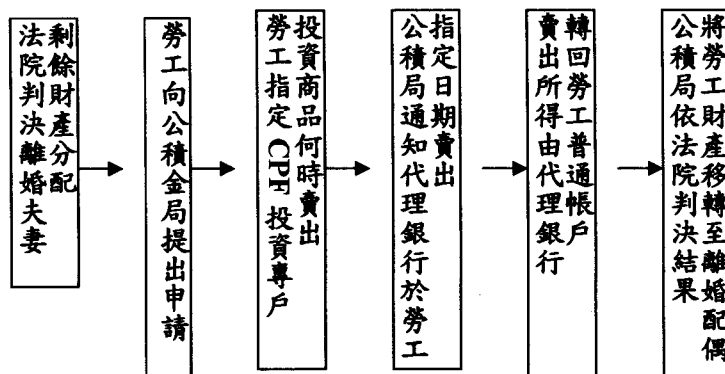 法院判決離婚夫妻
剩餘財產分配
勞工向公積金局提出申請
勞工指定 CPF 投資專戶
投資商品何時賣出
公積局通知代理銀行於勞工
指定日期賣出
賣出所得由代理銀行
轉回勞工普通帳戶
公積局依法院判決結果
將勞工財產移轉至離婚配偶